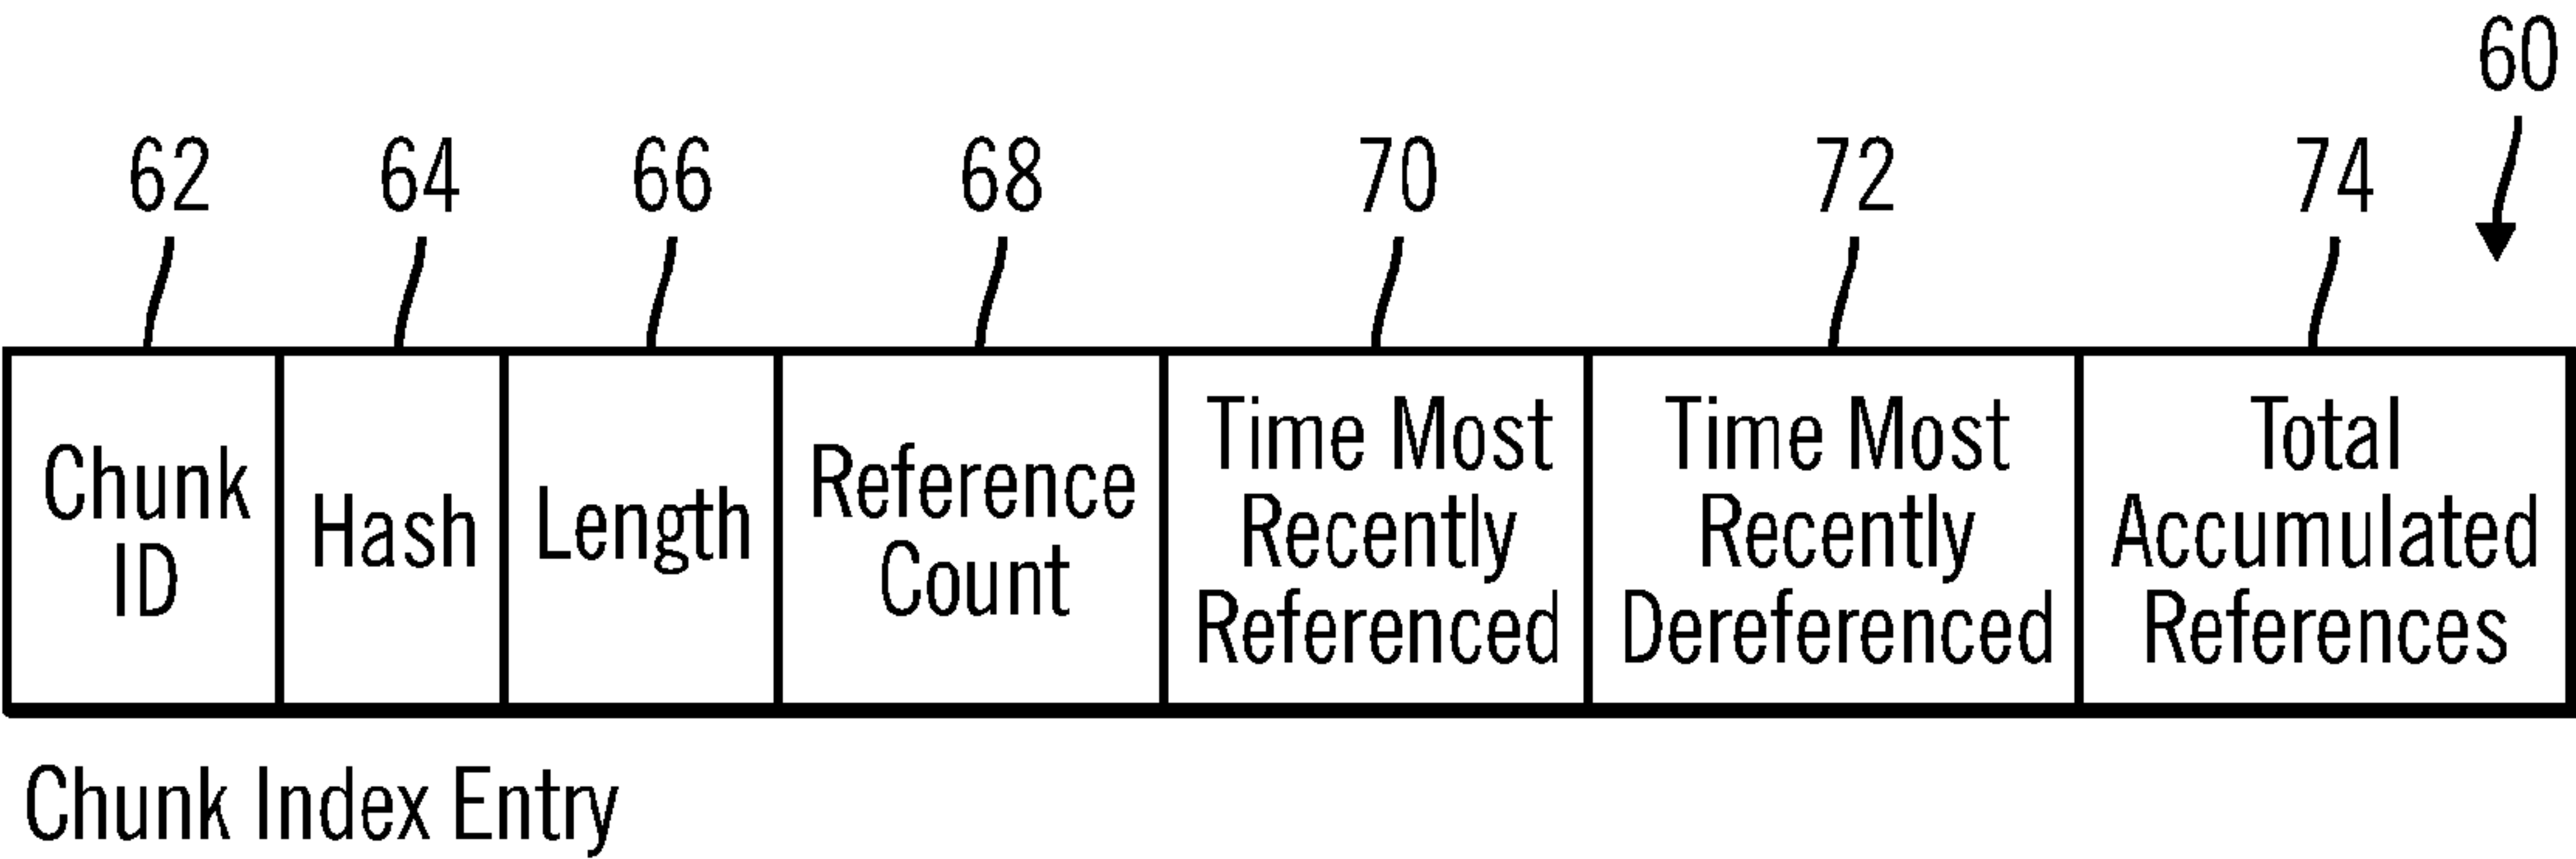 60
62 64 66 68 70 72 74
Chunk
ID
Hash
Length
Reference
Count
Time Most
Recently
Referenced
Time Most
Recently
Dereferenced
Total
Accumulated
References
Chunk Index Entry